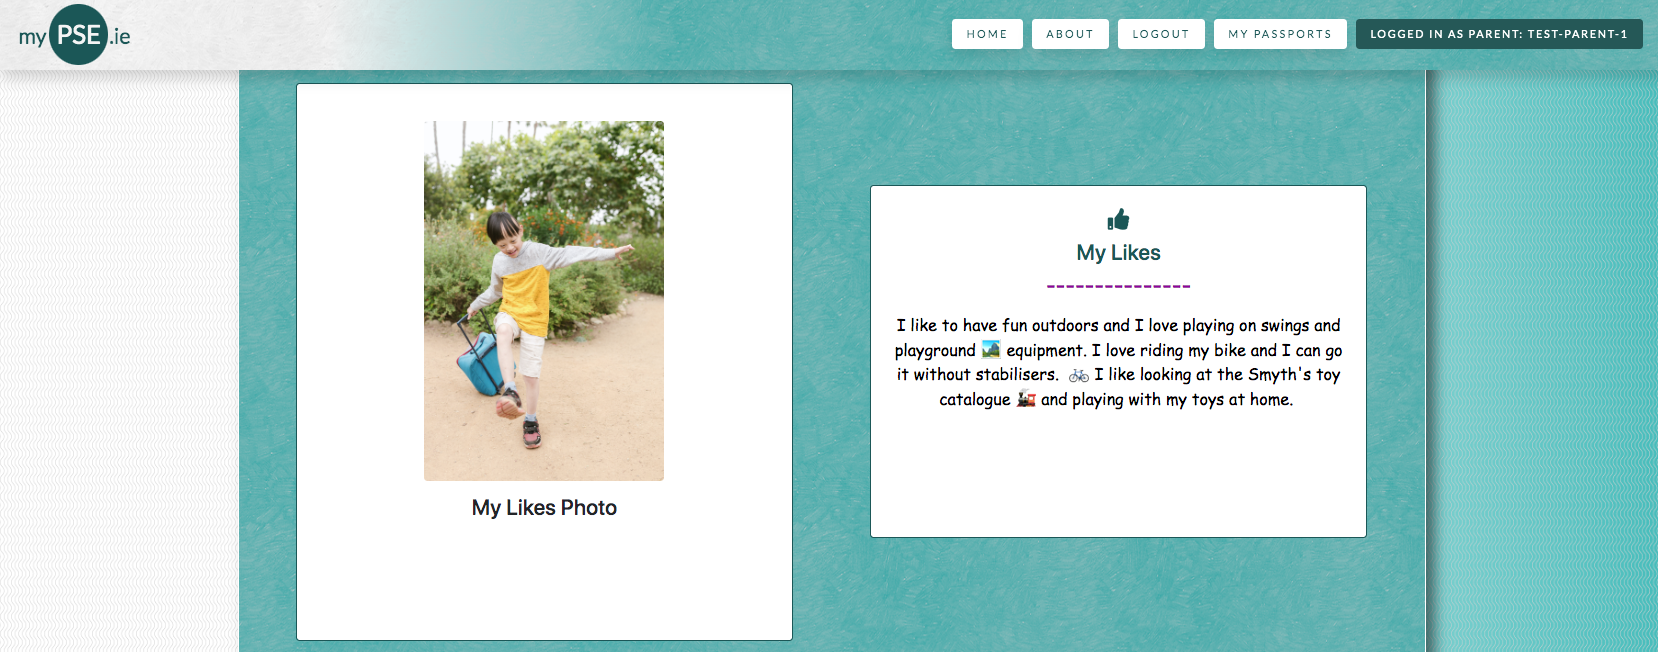 my PSE .ie
HOME ABOUT LOGOUT MY PASSPORTS LOGGED IN AS PARENT: TEST-PARENT-1
My Likes Photo
My Likes
---------------
I like to have fun outdoors and I love playing on swings and
playground 🏞️ equipment. I love riding my bike and I can go
it without stabilisers. 🚲 I like looking at the Smyth's toy
catalogue 🚂 and playing with my toys at home.